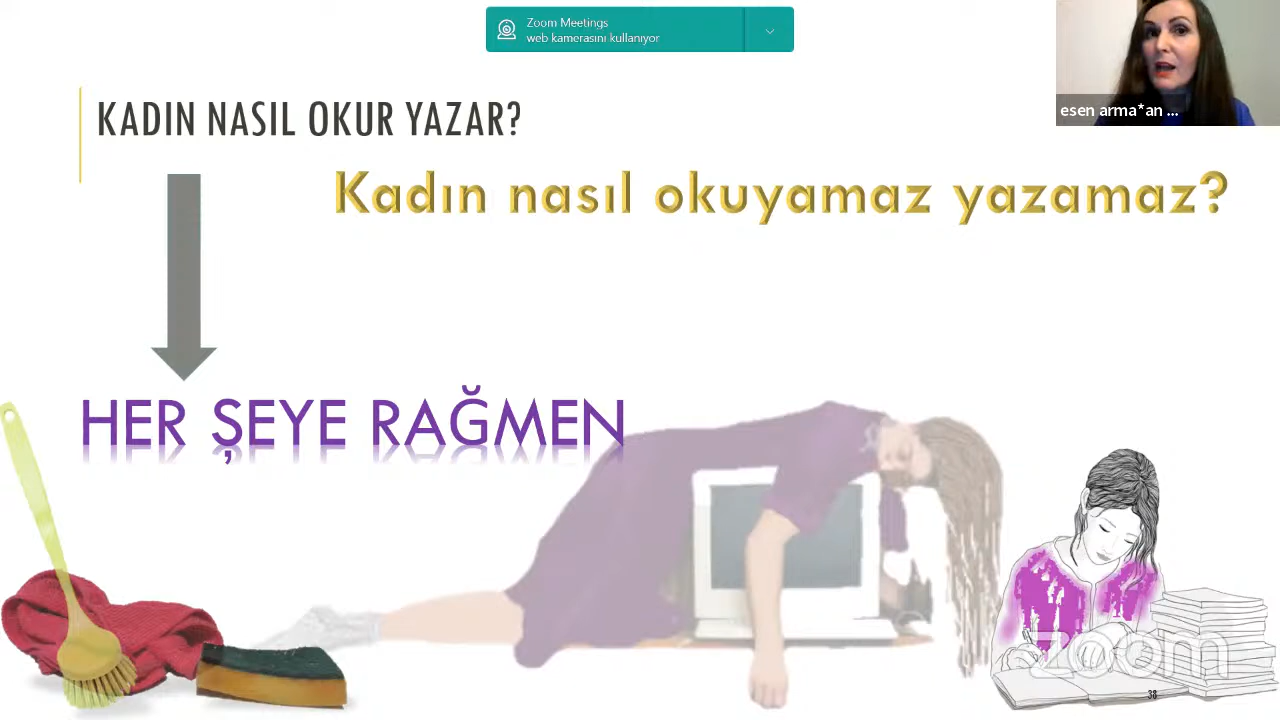 Zoom Meetings
web kamerasını kullanıyor
esen arma*an ...
KADIN NASIL OKUR YAZAR?
Kadın nasıl okuyamaz yazamaz?
HER ŞEYE RAĞMEN
zoom
38